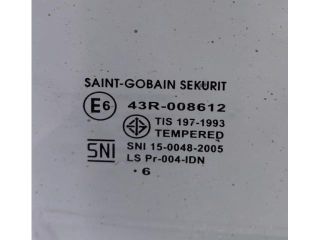 SAINT-GOBAIN SEKURIT
E6 43R-008612
TIS 197-1993
TEMPERED
SNI SNI 15-0048-2005
LS Pr-004-IDN
· 6